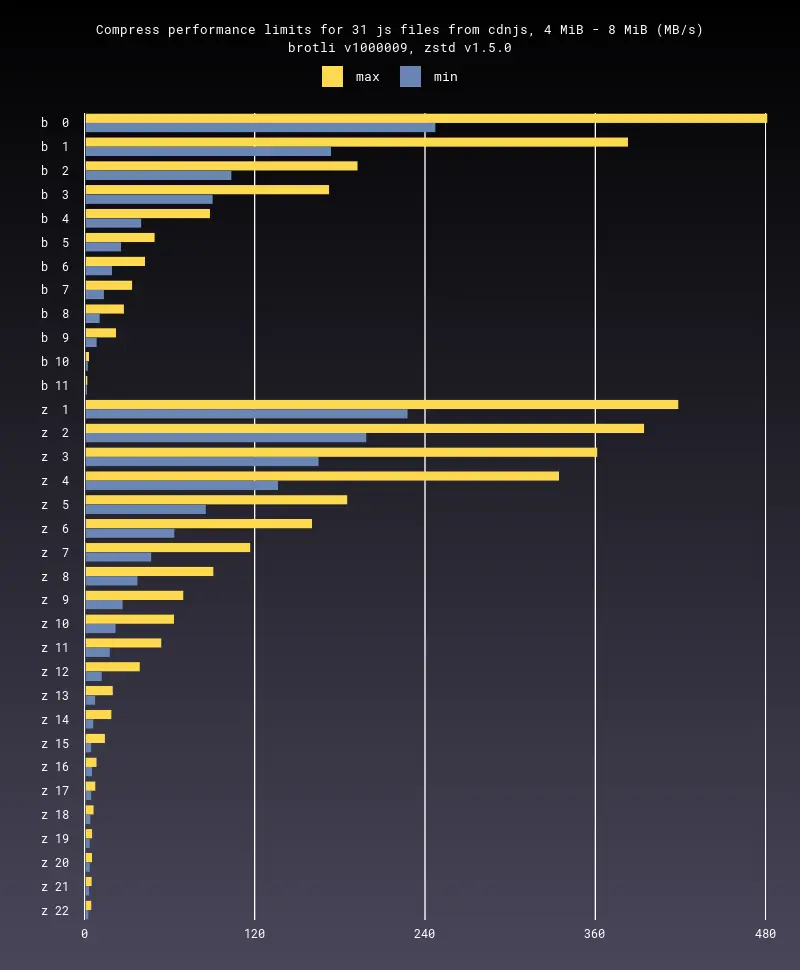 Compress performance limits for 31 js files from cdnjs, 4 MiB - 8 MiB (MB/s)
brotli v1000009, zstd v1.5.0
max min
b 0
b 1
b 2
b 3
b 4
b 5
b 6
b 7
b 8
b 9
b 10
b 11
z 1
z 2
z 3
z 4
z 5
z 6
z 7
z 8
z 9
z 10
z 11
z 12
z 13
z 14
z 15
z 16
z 17
z 18
z 19
z 20
z 21
z 22
0 120 240 360 480